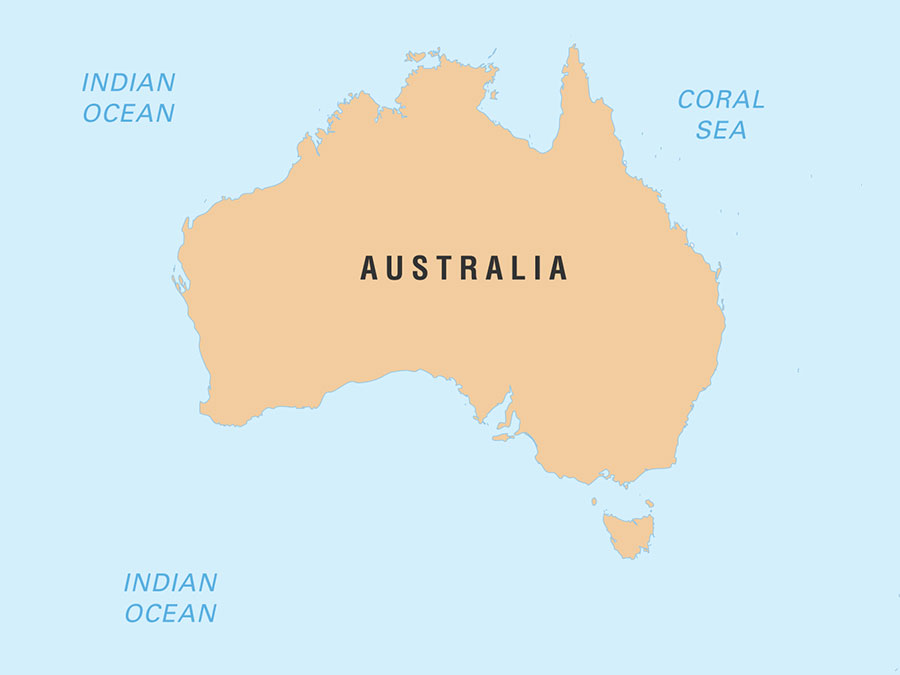 INDIAN
OCEAN
CORAL
SEA
AUSTRALIA
INDIAN
OCEAN